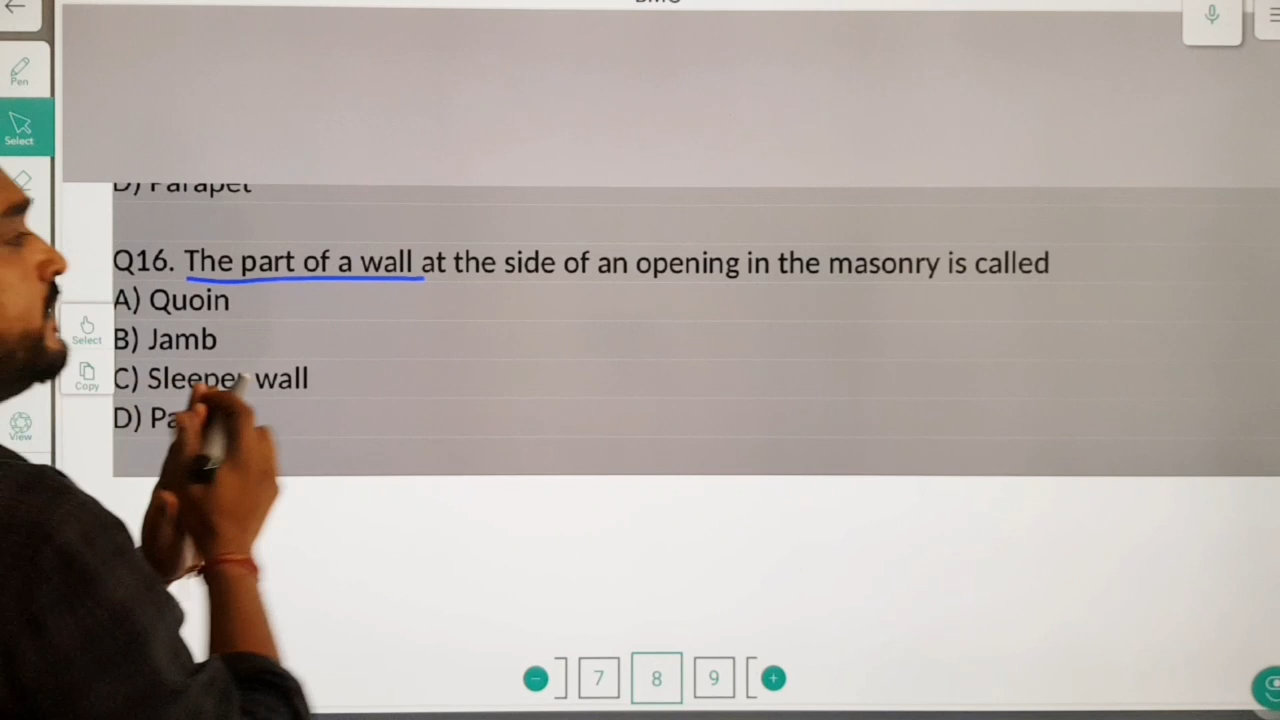 Pen
Select
D) Parapet
Q16. The part of a wall at the side of an opening in the masonry is called
A) Quoin
B) Jamb
Select
C) Sleeper wall
Copy
D)
View
7 8 9